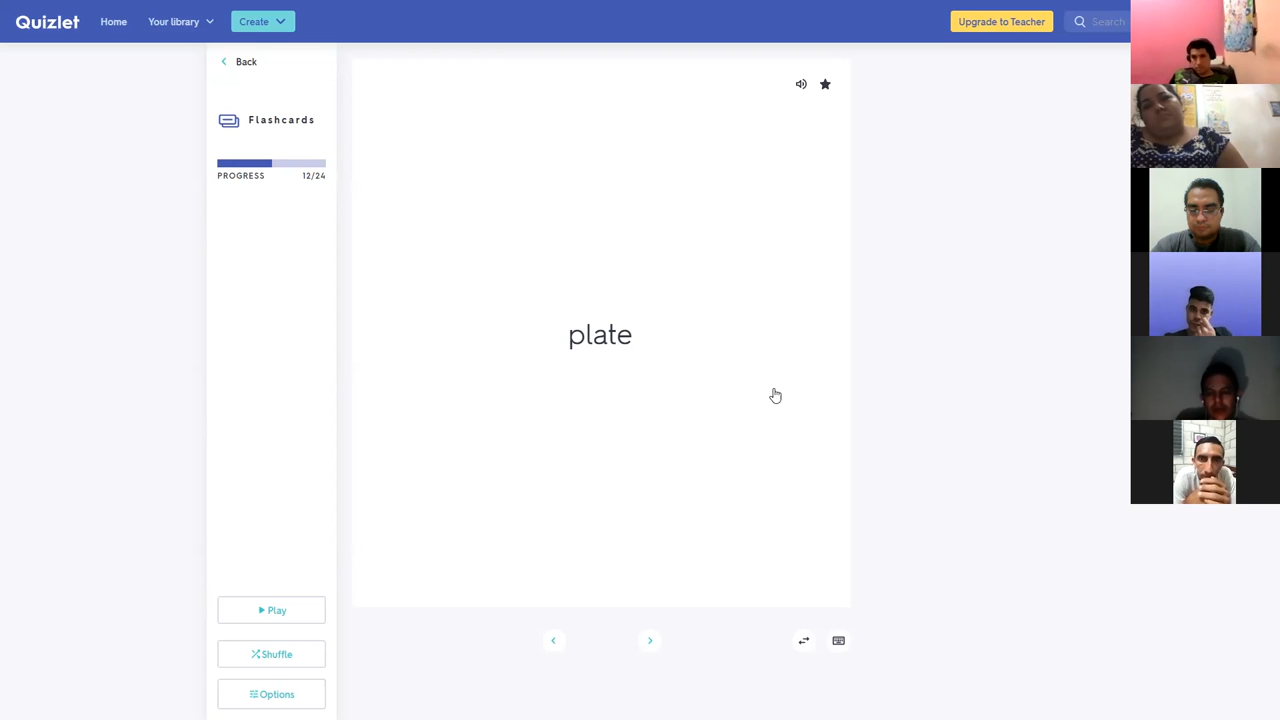 Quizlet Home Your library Create Upgrade to Teacher Search
Back
Flashcards
PROGRESS 12/24
plate
Play
Shuffle
Options